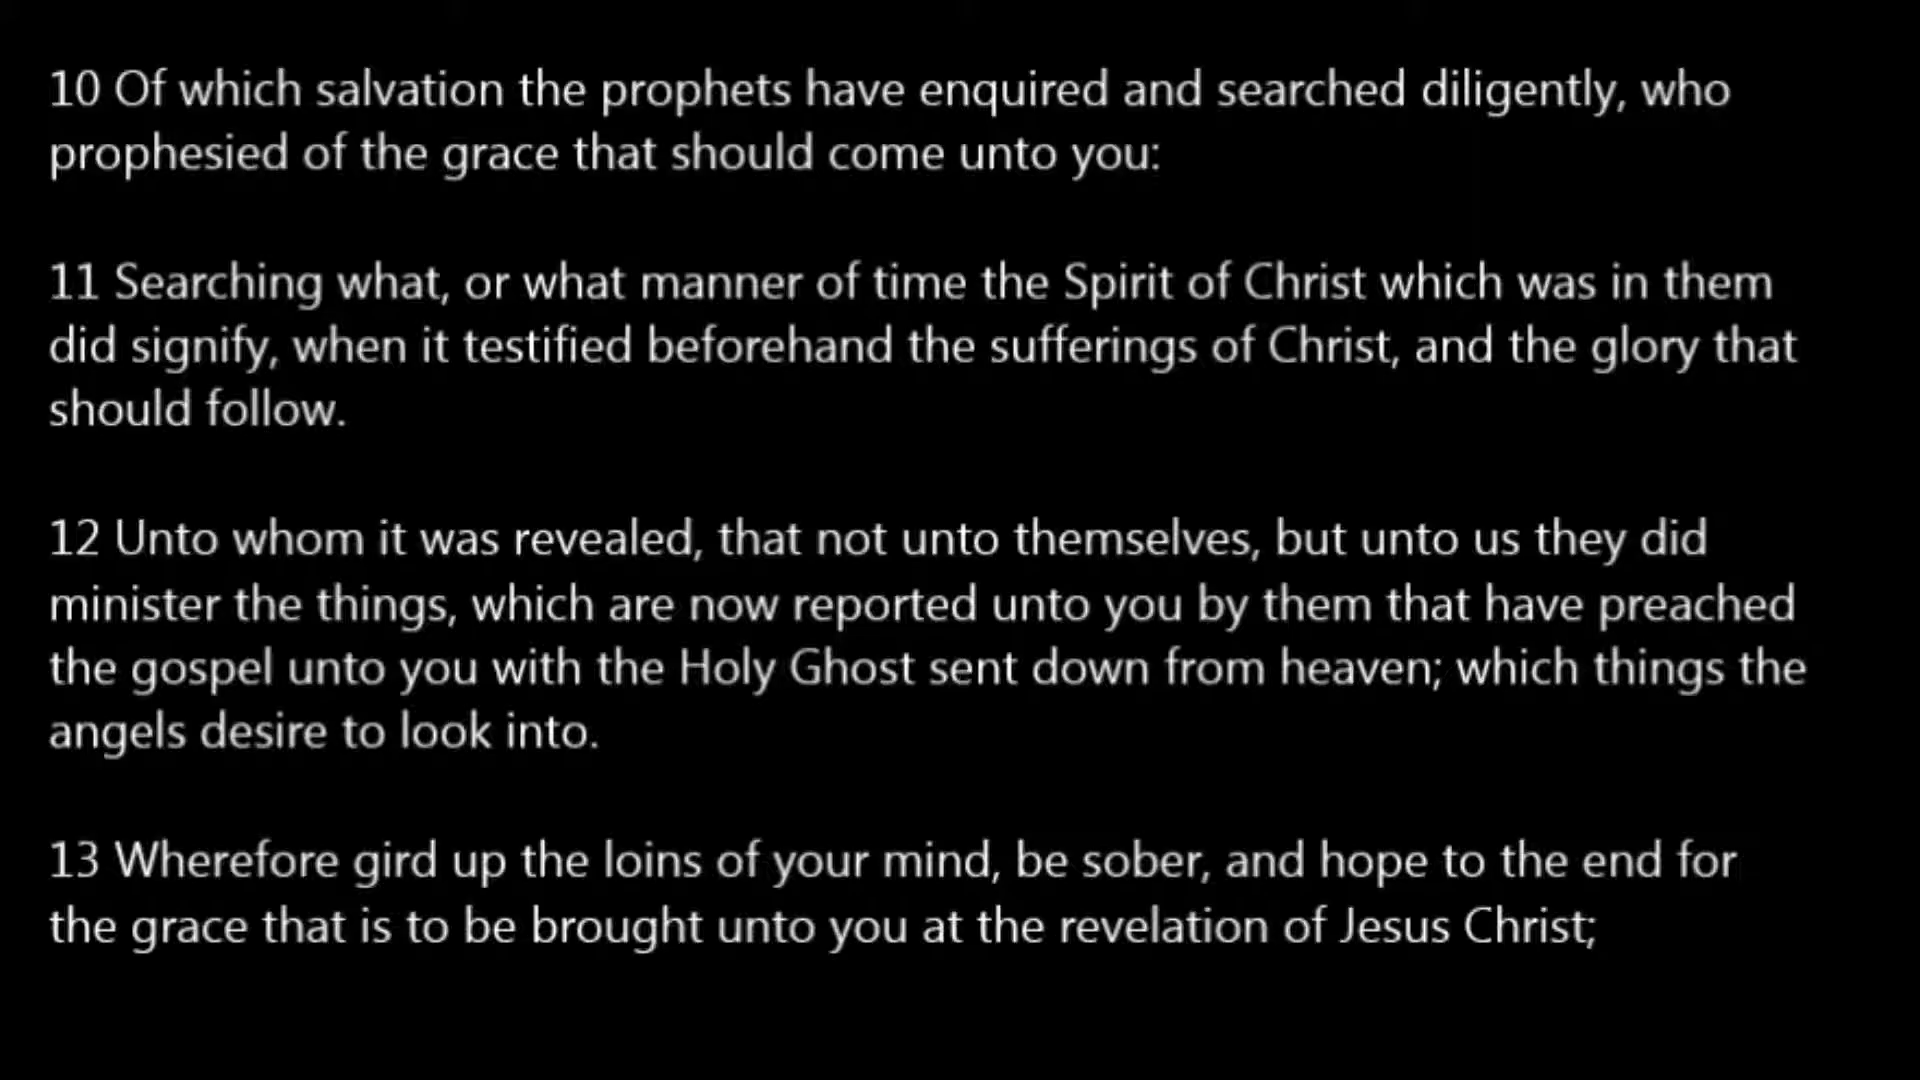 10 Of which salvation the prophets have enquired and searched diligently, who
prophesied of the grace that should come unto you:
11 Searching what, or what manner of time the Spirit of Christ which was in them
did signify, when it testified beforehand the sufferings of Christ, and the glory that
should follow.
12 Unto whom it was revealed, that not unto themselves, but unto us they did
minister the things, which are now reported unto you by them that have preached
the gospel unto you with the Holy Ghost sent down from heaven; which things the
angels desire to look into.
13 Wherefore gird up the loins of your mind, be sober, and hope to the end for
the grace that is to be brought unto you at the revelation of Jesus Christ;